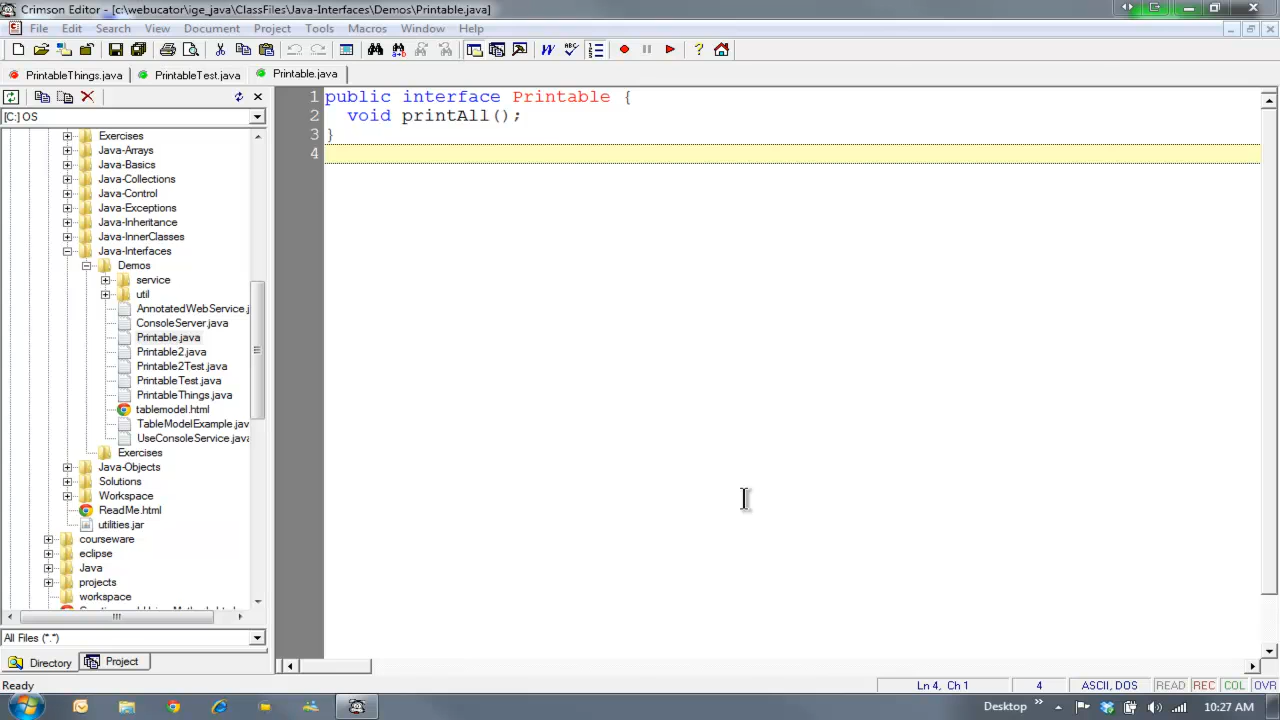 Crimson Editor - [c:\webucator\ige_java\ClassFiles\Java-Interfaces\Demos\Printable.java]
File Edit Search View Document Project Tools Macros Window Help
PrintableThings.java PrintableTest.java Printable.java
[C:] OS
Exercises
Java-Arrays
Java-Basics
Java-Collections
Java-Control
Java-Exceptions
Java-Inheritance
Java-InnerClasses
Java-Interfaces
Demos
service
util
AnnotatedWebService.j
ConsoleServer.java
Printable.java
Printable2.java
Printable2Test.java
PrintableTest.java
PrintableThings.java
tablemodel.html
TableModelExample.jav
UseConsoleService.java
Exercises
Java-Objects
Solutions
Workspace
ReadMe.html
utilities.jar
courseware
eclipse
Java
projects
workspace
All Files (*.*)
Directory Project
1 public interface Printable {
2 void printAll();
3 }
4
Ready Ln 4, Ch 1 4 ASCII, DOS READ REC COL OVR
Desktop » 10:27 AM